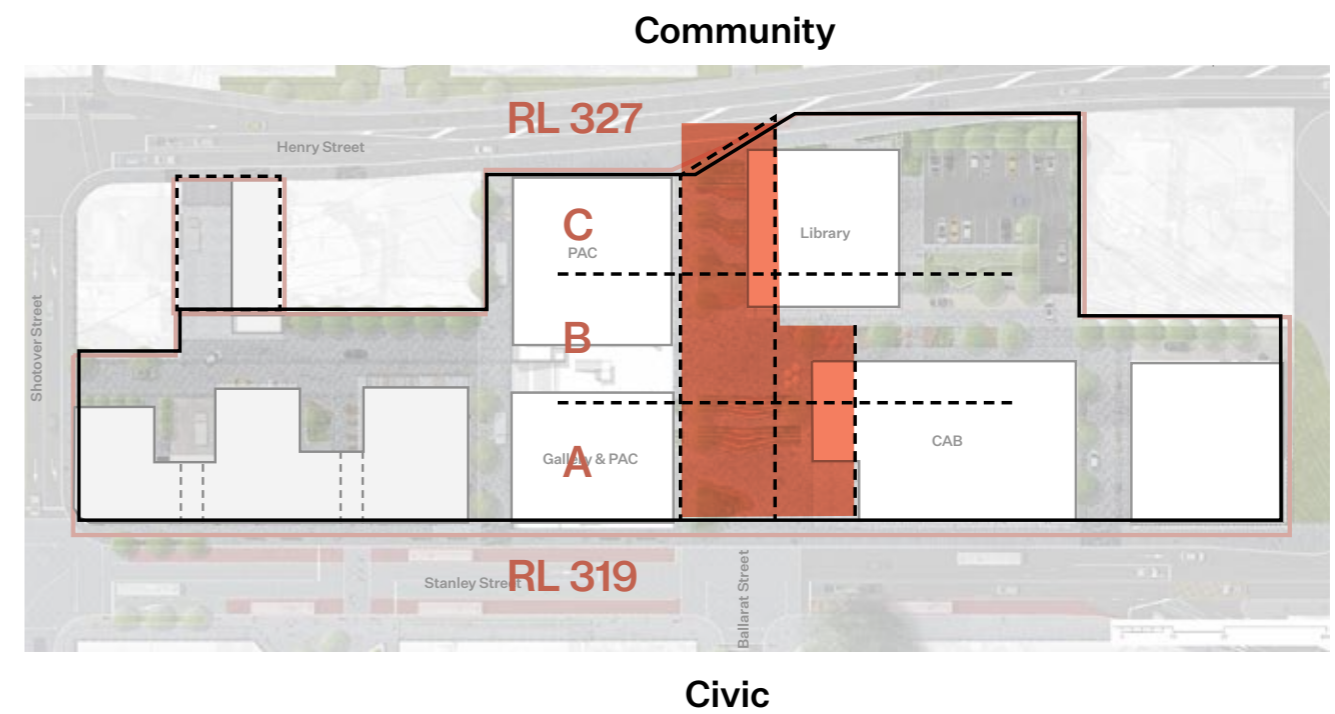 Community
RL 327
Henry Street
C
PAC
Library
Shotover Street
B
CAB
Gallery & PAC
A
Stanley Street
RL 319
Ballarat Street
Civic